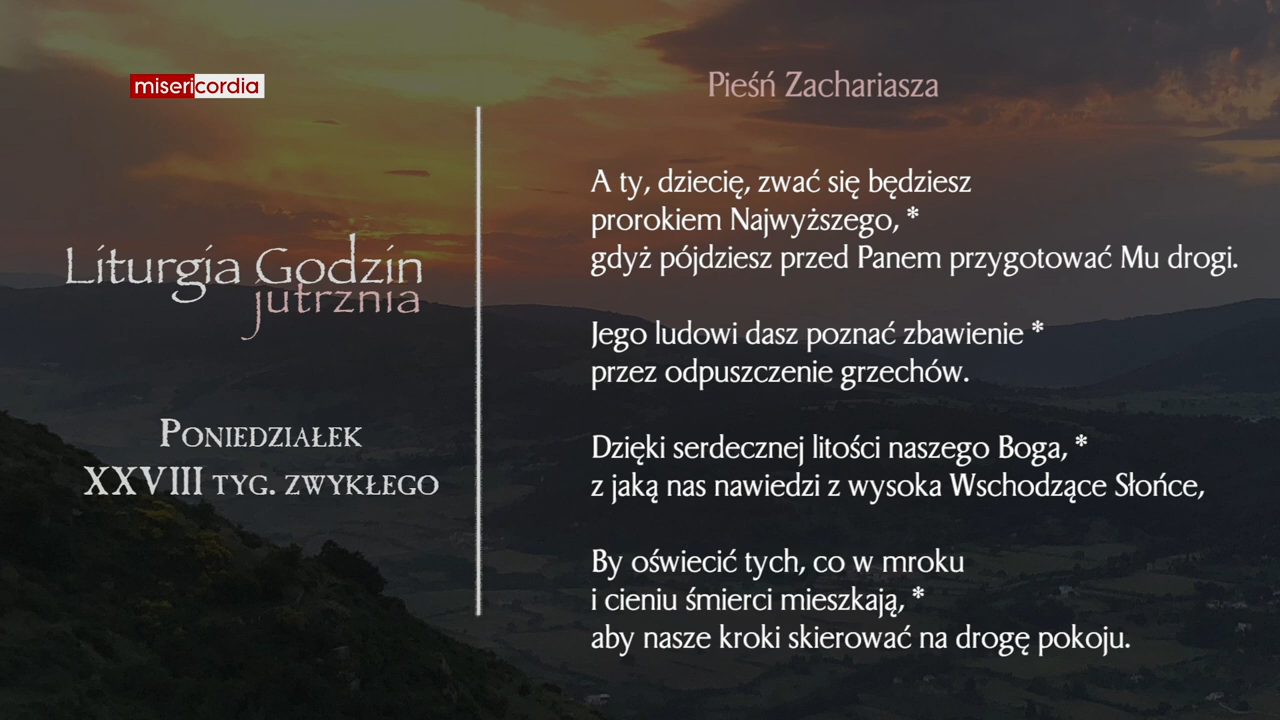 misericordia
Liturgia Godzin
jutrznia
Poniedziałek
XXVIII tyg. zwykłego
Pieśń Zachariasza
A ty, dziecię, zwać się będziesz
prorokiem Najwyższego, *
gdyż pójdziesz przed Panem przygotować Mu drogi.
Jego ludowi dasz poznać zbawienie *
przez odpuszczenie grzechów.
Dzięki serdecznej litości naszego Boga, *
z jaką nas nawiedzi z wysoka Wschodzące Słońce,
By oświecić tych, co w mroku
i cieniu śmierci mieszkają, *
aby nasze kroki skierować na drogę pokoju.